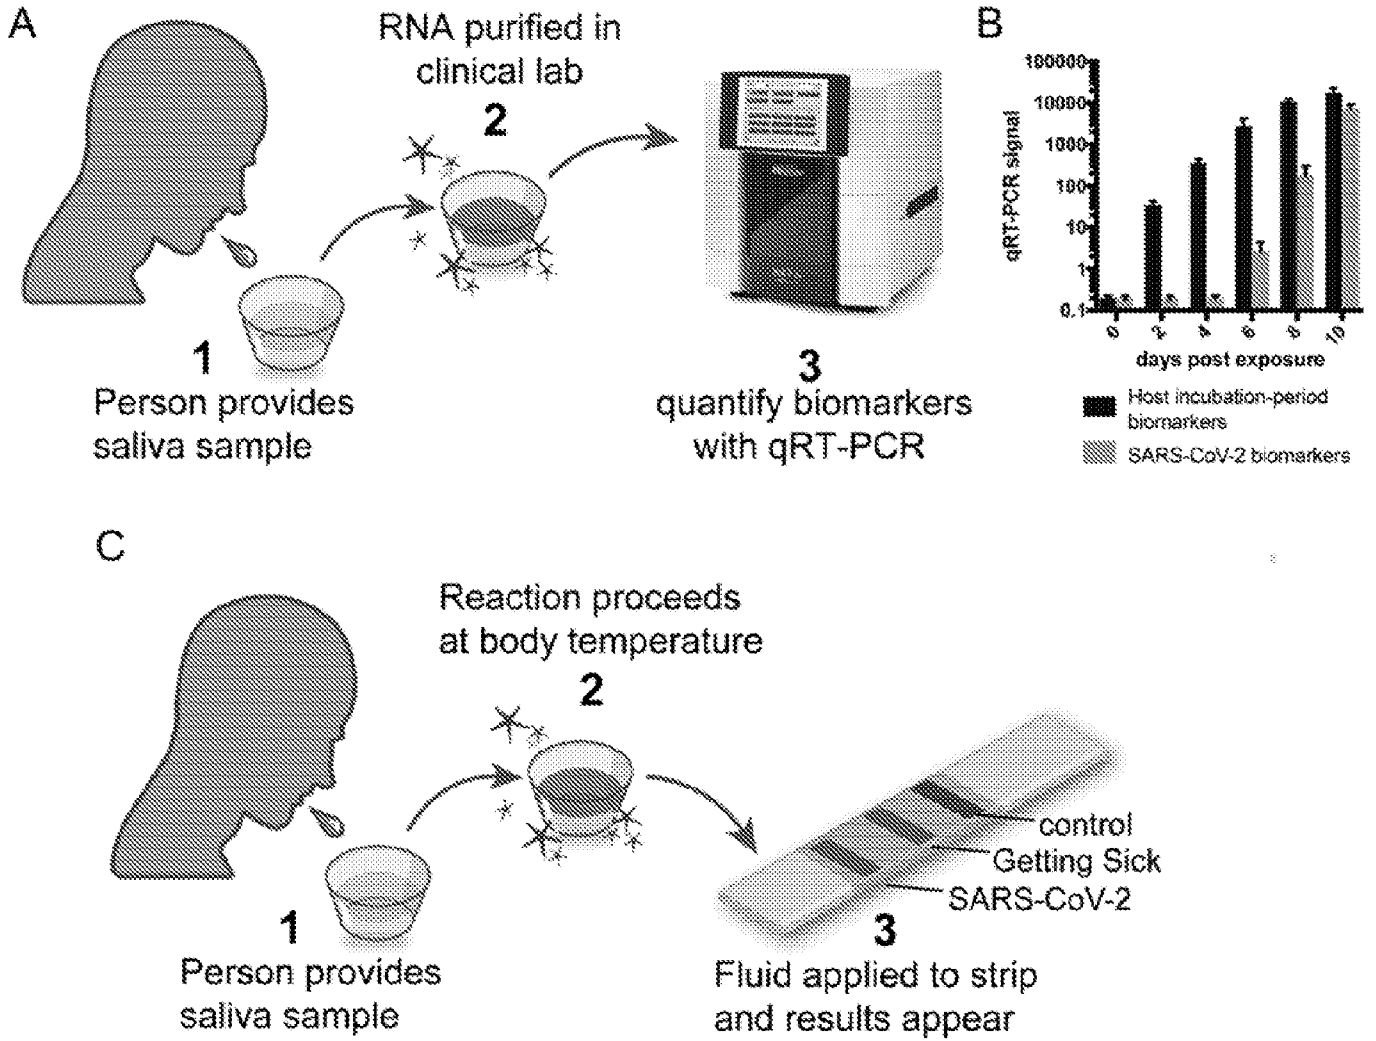 A
RNA purified in
clinical lab
2
1
Person provides
saliva sample
3
quantify biomarkers
with qRT-PCR
B
qRT-PCR signal
100000
10000
1000
100
10
1
0.1
0 2 4 6 8 10
days post exposure
Host incubation-period
biomarkers
SARS-CoV-2 biomarkers
C
Reaction proceeds
at body temperature
2
1
Person provides
saliva sample
control
Getting Sick
SARS-CoV-2
3
Fluid applied to strip
and results appear